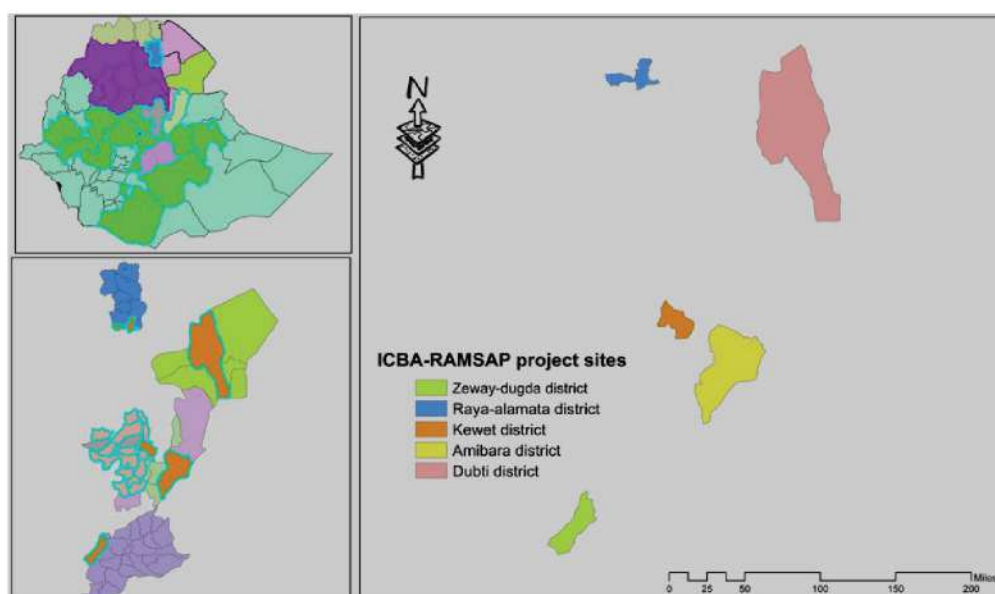 N
ICBA-RAMSAP project sites
Zeway-dugda district
Raya-alamata district
Kewet district
Amibara district
Dubti district
Miles
0 25 50 100 150 200